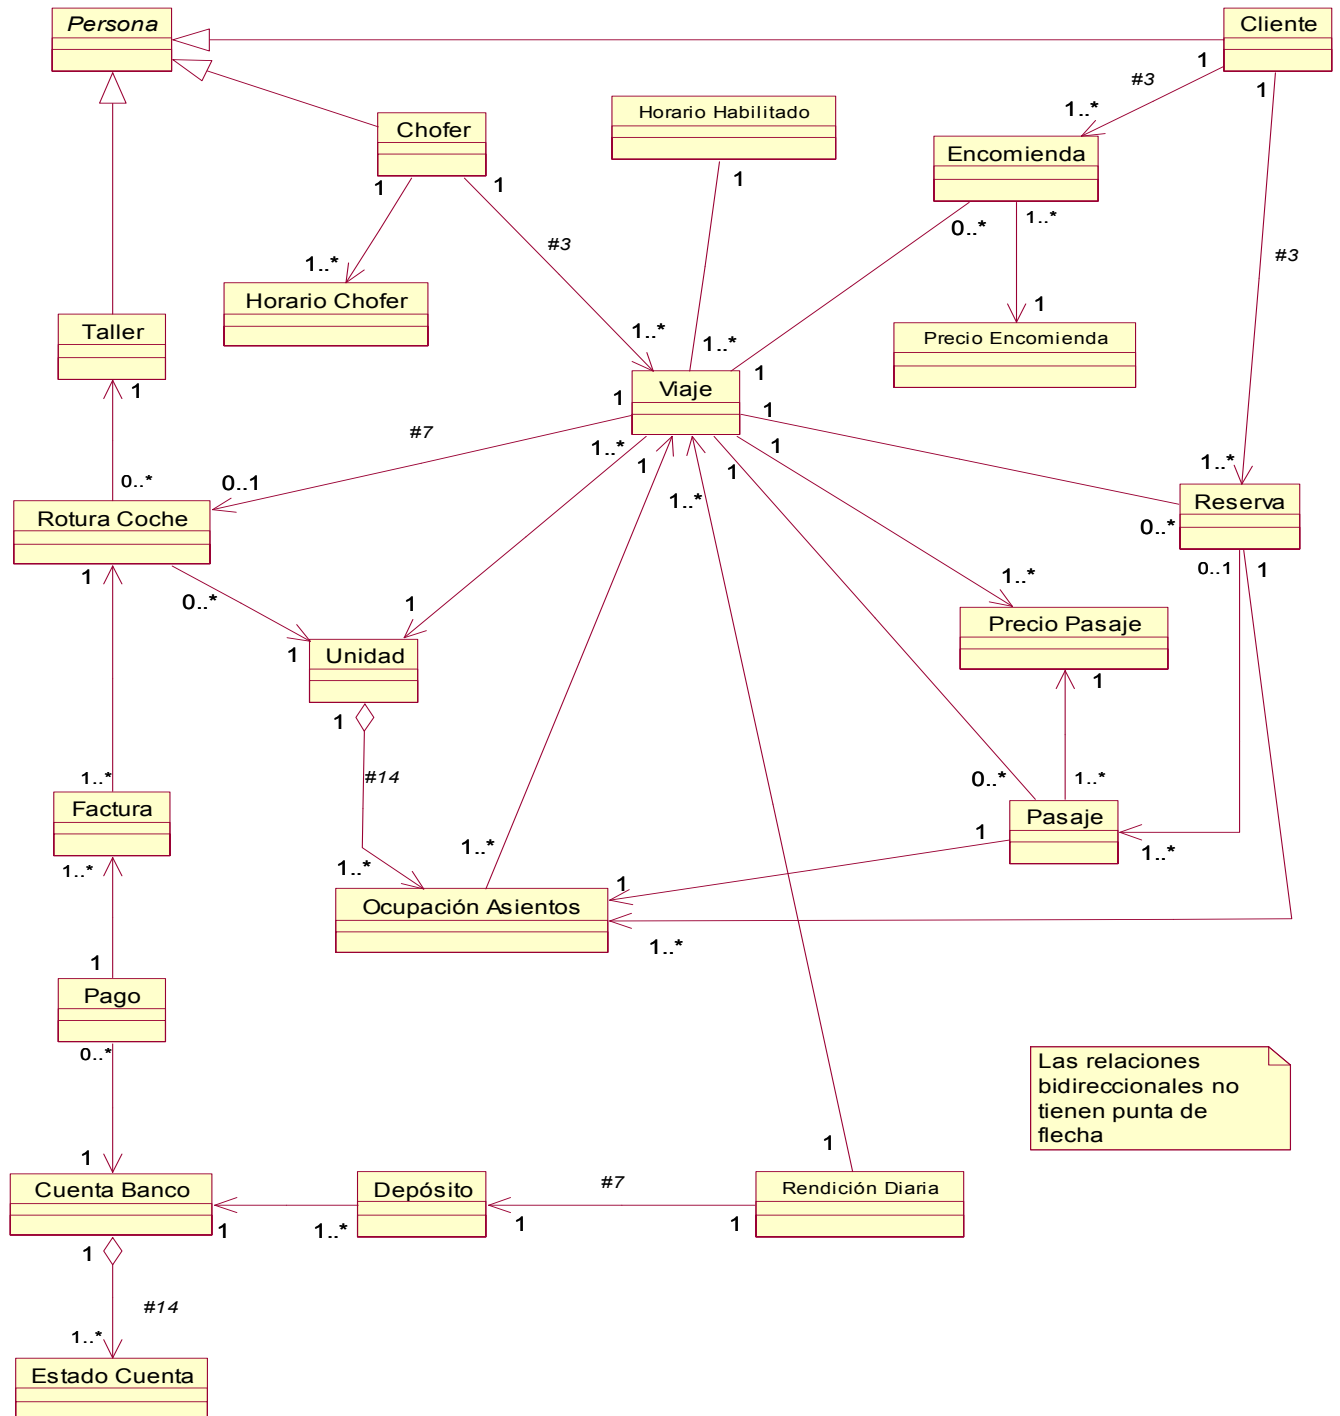 Persona
Cliente
1
1
#3
1..*
Horario Habilitado
1
Chofer
1
1
Encomienda
0..*
1..*
#3
#3
1..*
Horario Chofer
1
Precio Encomienda
Taller
1
1..*
1..*
1
Viaje
1
1
#7
1..*
1
1
1
0..*
0..1
1..*
1..*
Rotura Coche
Reserva
0..*
0..1
1
1
0..*
1
1..*
Precio Pasaje
1
Unidad
1
1
#14
1..*
0..*
1..*
Factura
Pasaje
1..*
1..*
1..*
1
1..*
1
Ocupación Asientos
1..*
1
Pago
0..*
Las relaciones
bidireccionales no
tienen punta de
flecha
1
1
Cuenta Banco
Depósito
#7
Rendición Diaria
1
1
1..*
1
1
#14
1..*
Estado Cuenta